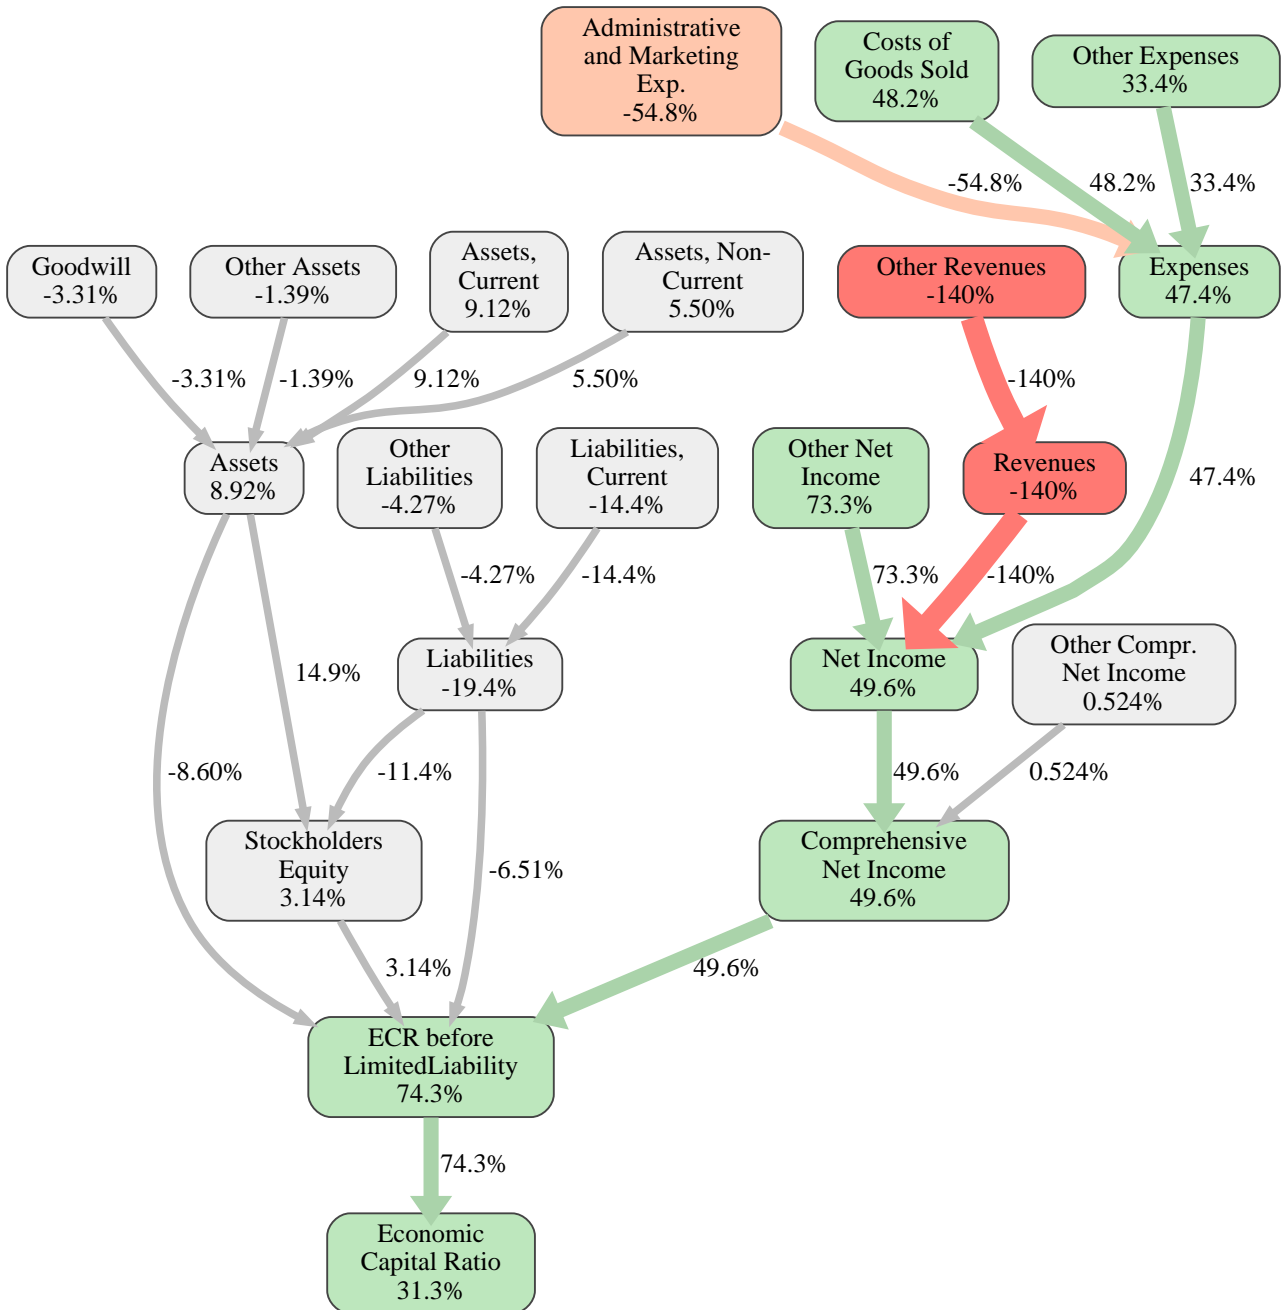 Administrative
and Marketing
Exp.
-54.8%
Costs of
Goods Sold
48.2%
Other Expenses
33.4%
-54.8%
48.2%
33.4%
Goodwill
-3.31%
Other Assets
-1.39%
Assets,
Current
9.12%
Assets, Non-
Current
5.50%
Other Revenues
-140%
Expenses
47.4%
-3.31%
-1.39%
9.12%
5.50%
-140%
Assets
8.92%
Other
Liabilities
-4.27%
Liabilities,
Current
-14.4%
Other Net
Income
73.3%
Revenues
-140%
47.4%
-4.27%
-14.4%
73.3%
-140%
14.9%
Liabilities
-19.4%
Net Income
49.6%
Other Compr.
Net Income
0.524%
-8.60%
-11.4%
49.6%
0.524%
Stockholders
Equity
3.14%
-6.51%
Comprehensive
Net Income
49.6%
3.14%
49.6%
ECR before
LimitedLiability
74.3%
74.3%
Economic
Capital Ratio
31.3%